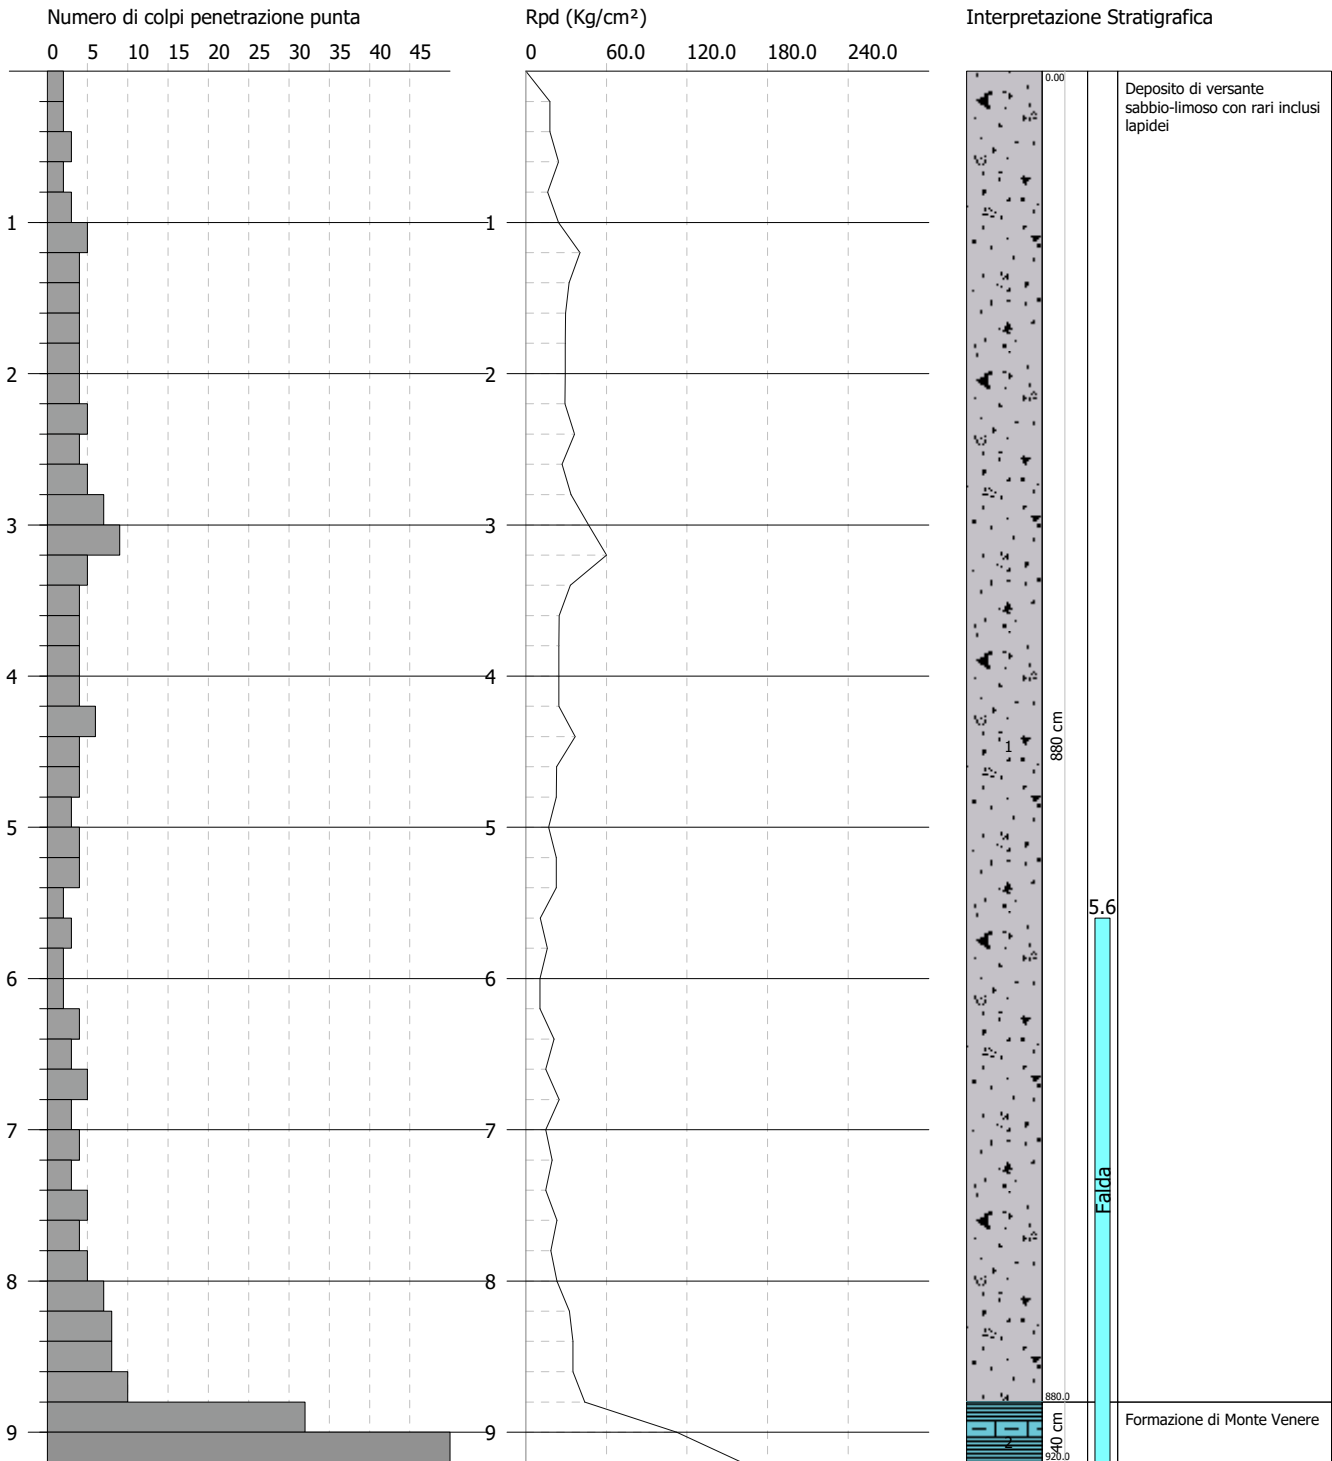 Numero di colpi penetrazione punta
Rpd (Kg/cm²)
Interpretazione Stratigrafica
0 5 10 15 20 25 30 35 40 45
0 60.0 120.0 180.0 240.0
0.00
Deposito di versante
sabbio-limoso con rari inclusi
lapidei
1 1
2 2
3 3
4 4
1
880 cm
5 5
5.6
6 6
7 7
Falda
8 8
880.0
Formazione di Monte Venere
9 9
2
40 cm
920.0